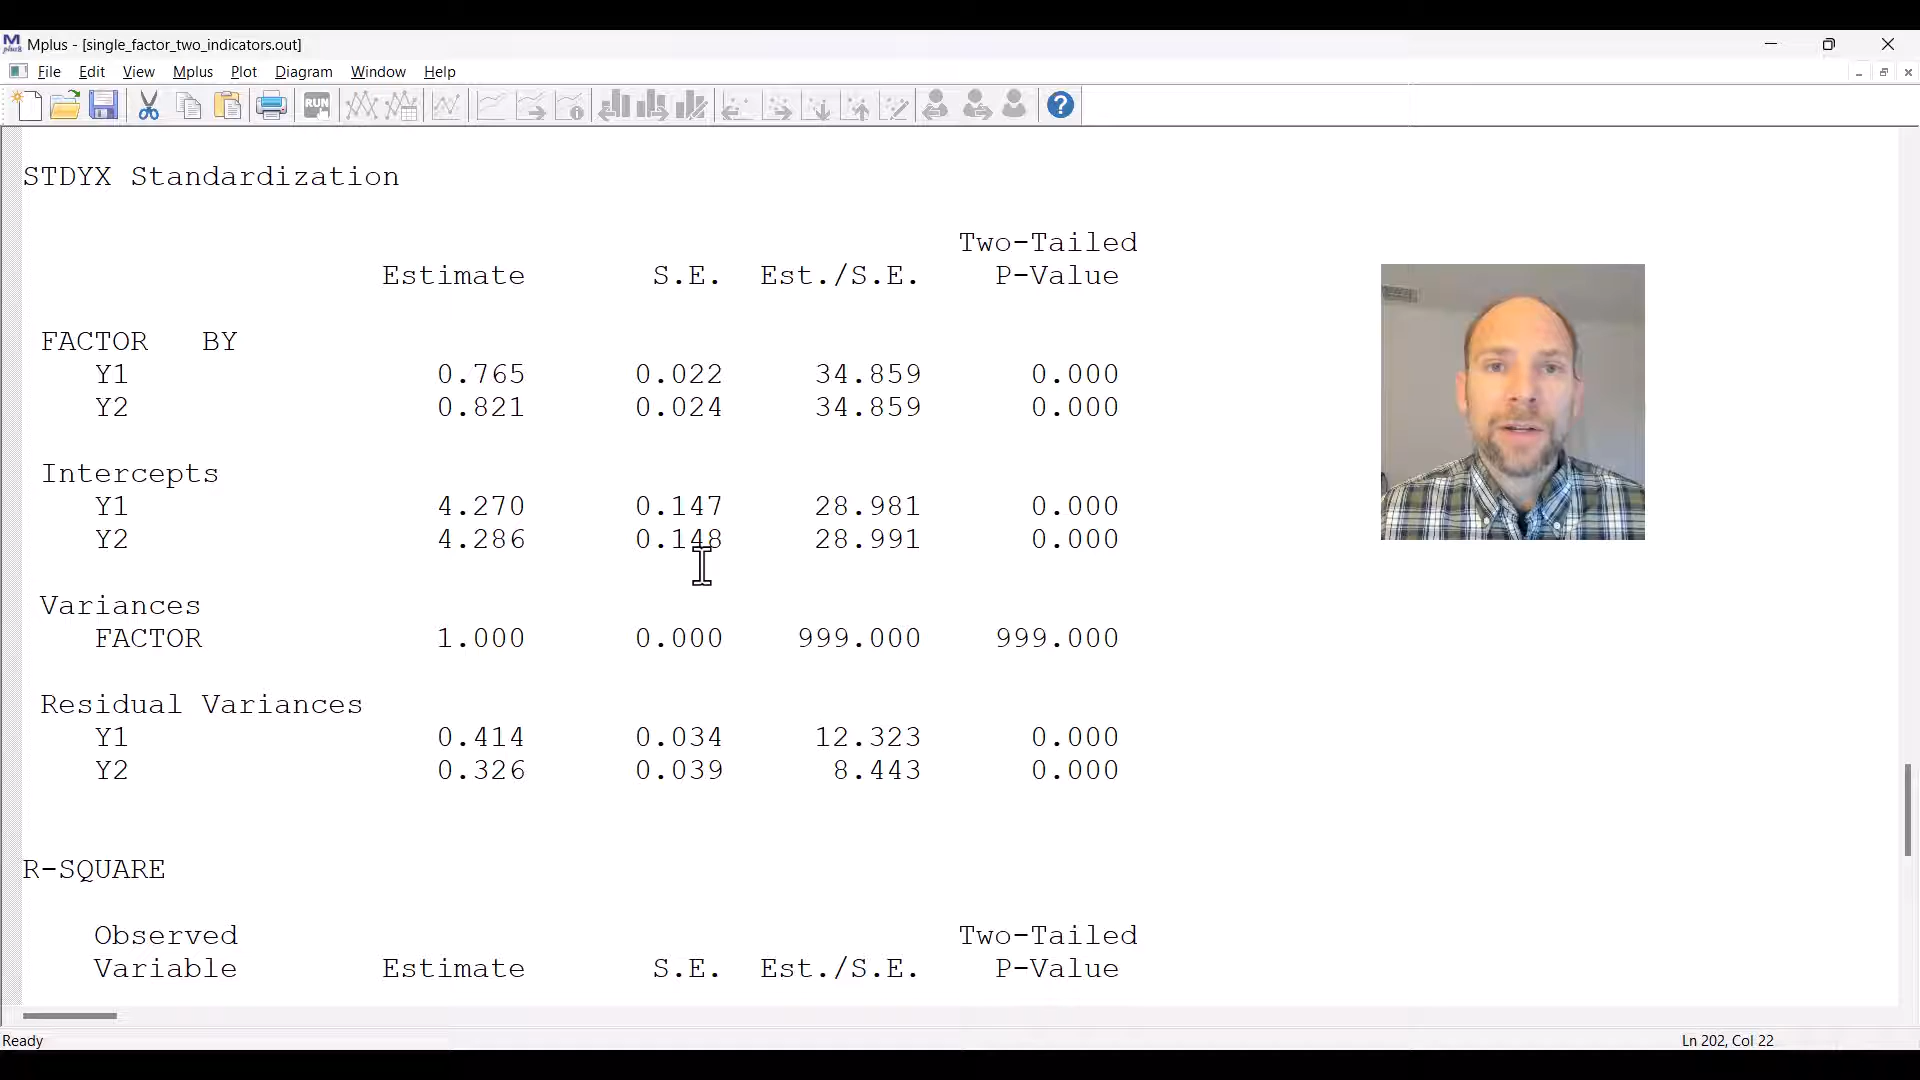 Mplus - [single_factor_two_indicators.out]
File Edit View Mplus Plot Diagram Window Help
RUN
STDYX Standardization
Two-Tailed
Estimate S.E. Est./S.E. P-Value
FACTOR BY
Y1 0.765 0.022 34.859 0.000
Y2 0.821 0.024 34.859 0.000
Intercepts
Y1 4.270 0.147 28.981 0.000
Y2 4.286 0.148 28.991 0.000
Variances
FACTOR 1.000 0.000 999.000 999.000
Residual Variances
Y1 0.414 0.034 12.323 0.000
Y2 0.326 0.039 8.443 0.000
R-SQUARE
Observed Two-Tailed
Variable Estimate S.E. Est./S.E. P-Value
Ready Ln 202, Col 22